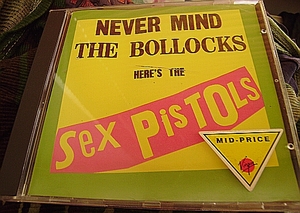 NEVER MIND
THE BOLLOCKS
HERE'S THE
Sex PiSTOLS
MID-PRICE